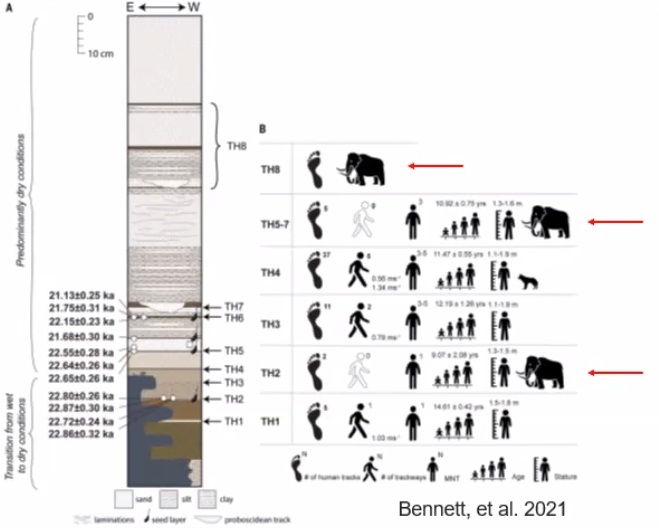 A
E W
0
10 cm
Predominantly dry conditions
TH8
21.13±0.25 ka
21.75±0.31 ka
22.15±0.23 ka
21.68±0.30 ka
22.55±0.28 ka
22.64±0.26 ka
22.65±0.26 ka
22.80±0.26 ka
22.87±0.30 ka
22.72±0.24 ka
22.86±0.32 ka
TH7
TH6
TH5
TH4
TH3
TH2
TH1
Transition from wet
to dry conditions
sand silt clay
laminations seed layer proboscidean track
B
TH8
TH5-7 5 0 3 10.92 ± 0.75 yrs 1.3-1.6 m
TH4 37 8 3-5 11.47 ± 0.55 yrs 1.1-1.9 m
0.56 ms⁻¹
1.34 ms⁻¹
TH3 11 2 3-5 12.19 ± 1.26 yrs 1.1-1.9 m
0.79 ms⁻¹
TH2 2 0 1 9.07 ± 2.08 yrs 1.3-1.5 m
TH1 5 1 1 14.61 ± 0.42 yrs 1.5-1.8 m
1.03 ms⁻¹
N # of human tracks N # of trackways N MNT Age Stature
Bennett, et al. 2021